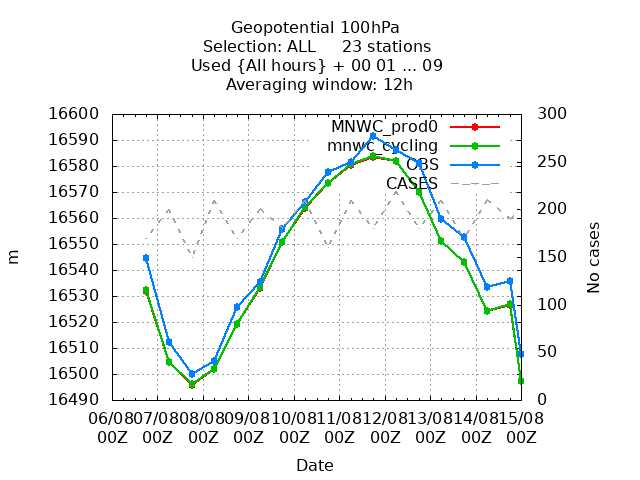 Geopotential 100hPa
Selection: ALL     23 stations
Used {All hours} + 00 01 ... 09
Averaging window: 12h
MNWC_prod0
mnwc_cycling
OBS
CASES
16600
16590
16580
16570
16560
16550
16540
16530
16520
16510
16500
16490
m
300
250
200
150
100
50
0
No cases
06/08 07/08 08/08 09/08 10/08 11/08 12/08 13/08 14/08 15/08
00Z 00Z 00Z 00Z 00Z 00Z 00Z 00Z 00Z 00Z
Date